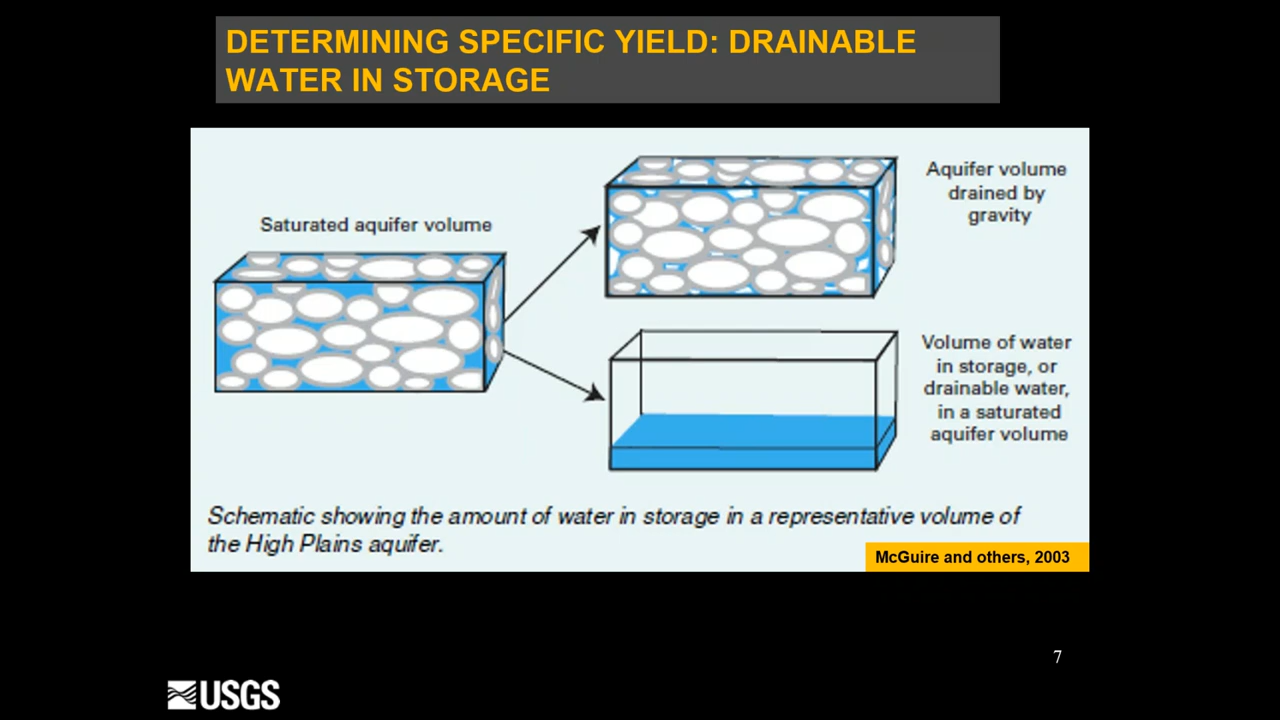 DETERMINING SPECIFIC YIELD: DRAINABLE
WATER IN STORAGE
Saturated aquifer volume
Aquifer volume
drained by
gravity
Volume of water
in storage, or
drainable water,
in a saturated
aquifer volume
Schematic showing the amount of water in storage in a representative volume of
the High Plains aquifer.
McGuire and others, 2003
7
USGS